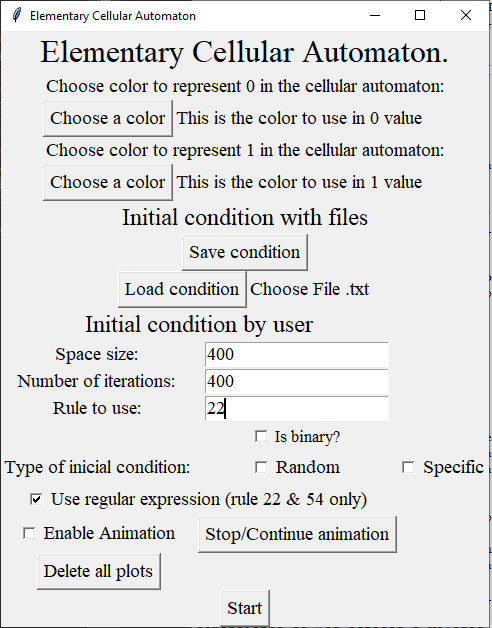 Elementary Cellular Automaton
Elementary Cellular Automaton.
Choose color to represent 0 in the cellular automaton:
Choose a color This is the color to use in 0 value
Choose color to represent 1 in the cellular automaton:
Choose a color This is the color to use in 1 value
Initial condition with files
Save condition
Load condition Choose File .txt
Initial condition by user
Space size: 400
Number of iterations: 400
Rule to use: 22
Is binary?
Type of inicial condition: Random Specific
Use regular expression (rule 22 & 54 only)
Enable Animation Stop/Continue animation
Delete all plots
Start